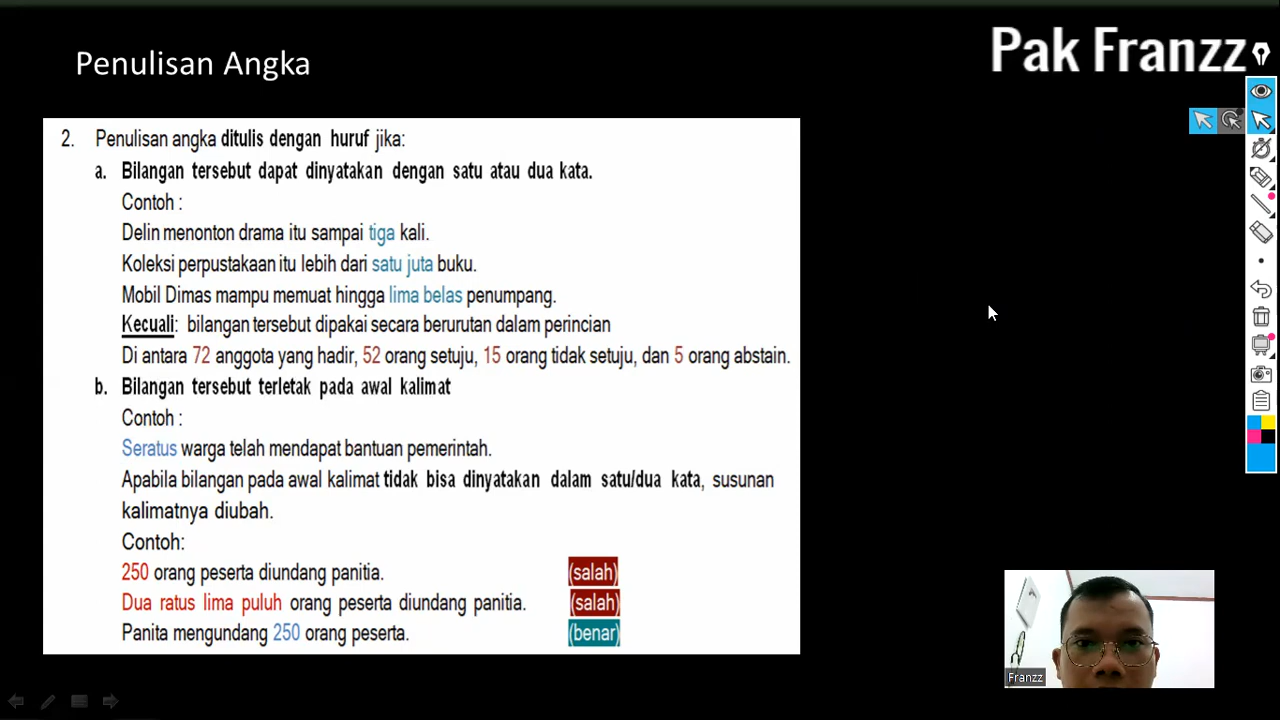 Penulisan Angka
Pak Franzz
2. Penulisan angka ditulis dengan huruf jika:
a. Bilangan tersebut dapat dinyatakan dengan satu atau dua kata.
Contoh :
Delin menonton drama itu sampai tiga kali.
Koleksi perpustakaan itu lebih dari satu juta buku.
Mobil Dimas mampu memuat hingga lima belas penumpang.
Kecuali: bilangan tersebut dipakai secara berurutan dalam perincian
Di antara 72 anggota yang hadir, 52 orang setuju, 15 orang tidak setuju, dan 5 orang abstain.
b. Bilangan tersebut terletak pada awal kalimat
Contoh :
Seratus warga telah mendapat bantuan pemerintah.
Apabila bilangan pada awal kalimat tidak bisa dinyatakan dalam satu/dua kata, susunan
kalimatnya diubah.
Contoh:
250 orang peserta diundang panitia. (salah)
Dua ratus lima puluh orang peserta diundang panitia. (salah)
Panita mengundang 250 orang peserta. (benar)
Franzz